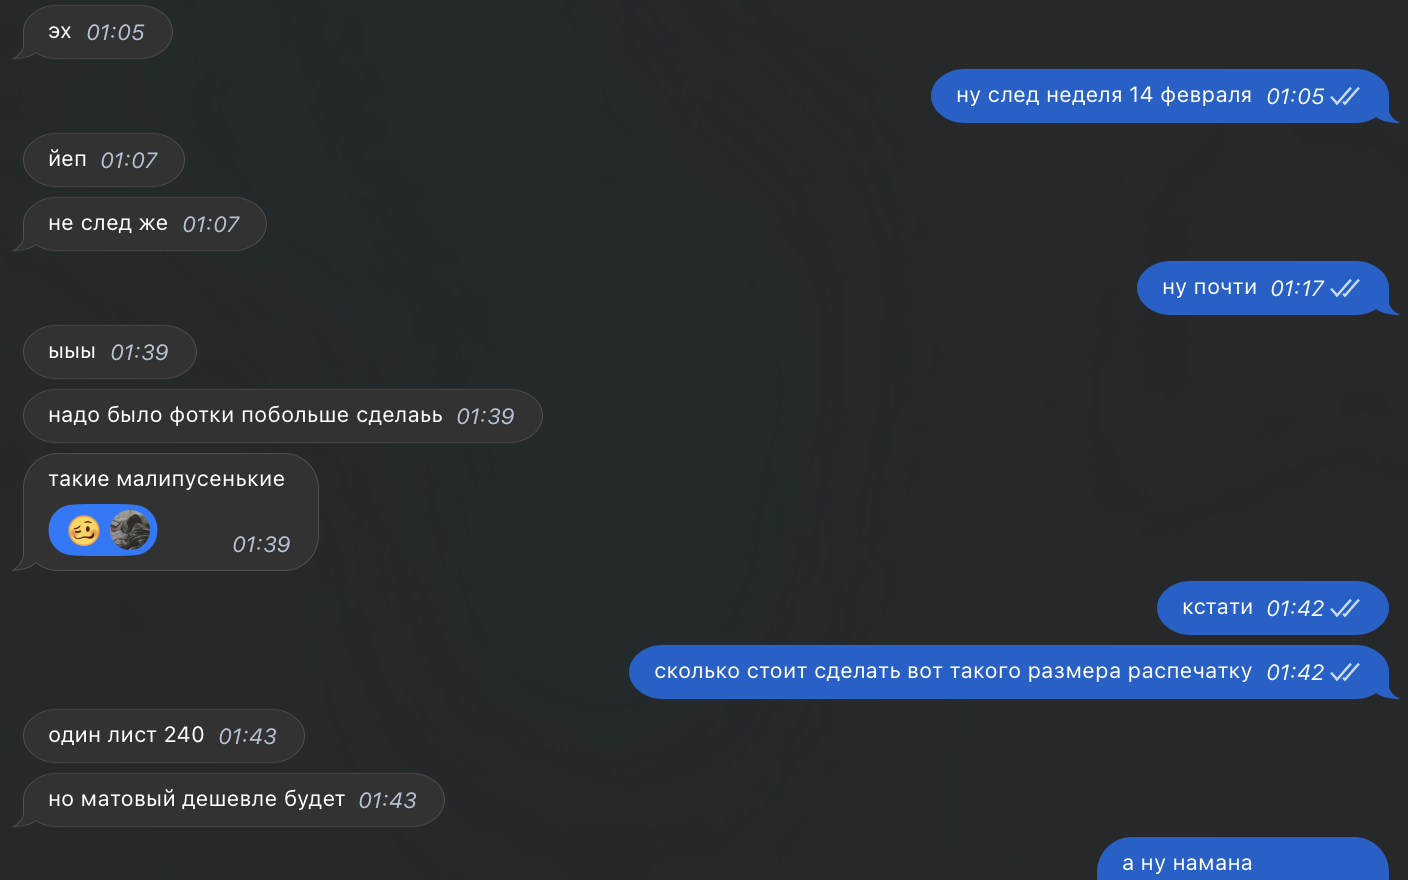 эх 01:05
ну след неделя 14 февраля 01:05
йеп 01:07
не след же 01:07
ну почти 01:17
ыыы 01:39
надо было фотки побольше сделаьь 01:39
такие малипусенькие
01:39
кстати 01:42
сколько стоит сделать вот такого размера распечатку 01:42
один лист 240 01:43
но матовый дешевле будет 01:43
а ну намана